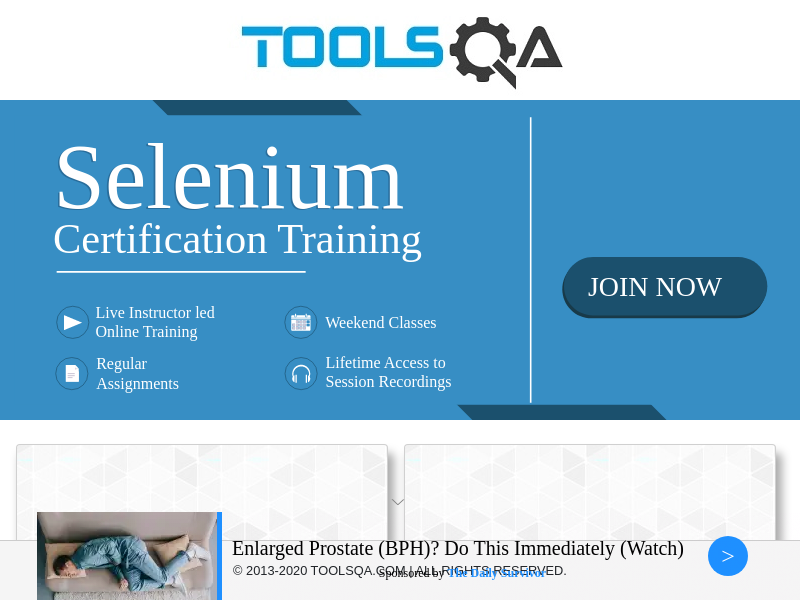 TOOLSQA
Selenium
Certification Training
Live Instructor led
Online Training
Weekend Classes
Regular
Assignments
Lifetime Access to
Session Recordings
JOIN NOW
Enlarged Prostate (BPH)? Do This Immediately (Watch)
>
© 2013-2020 TOOLSQA.COM | ALL RIGHTS RESERVED.
Sponsored by The Daily Survivor